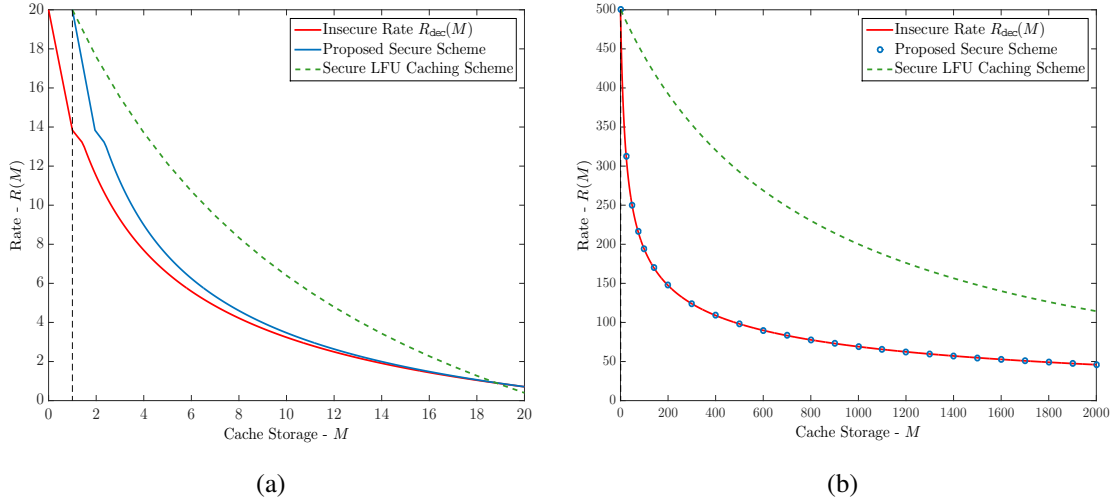 20
18
16
14
12
10
8
6
4
2
0
Rate - R(M)
0 2 4 6 8 10 12 14 16 18 20
Cache Storage - M
Insecure Rate R_dec(M)
Proposed Secure Scheme
Secure LFU Caching Scheme
(a)
500
450
400
350
300
250
200
150
100
50
0
Rate - R(M)
0 200 400 600 800 1000 1200 1400 1600 1800 2000
Cache Storage - M
Insecure Rate R_dec(M)
Proposed Secure Scheme
Secure LFU Caching Scheme
(b)